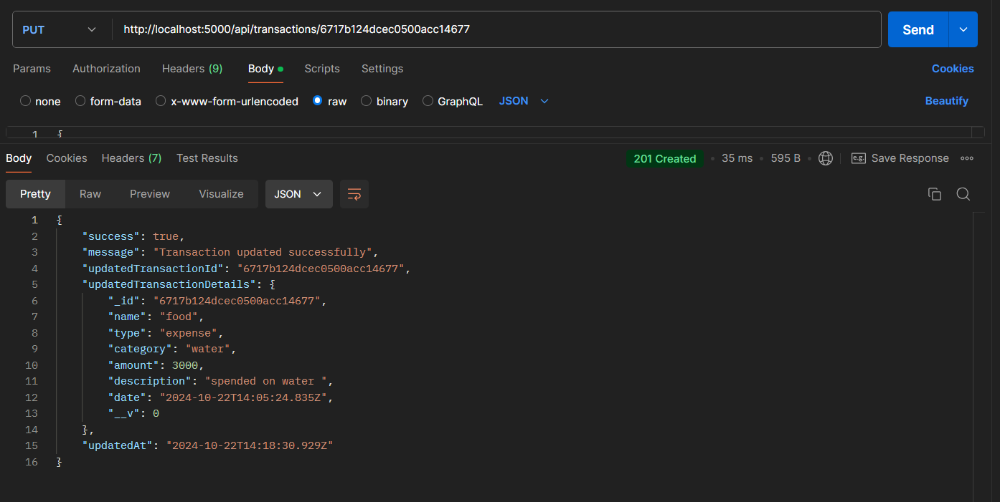 PUT http://localhost:5000/api/transactions/6717b124dcec0500acc14677 Send
Params Authorization Headers (9) Body Scripts Settings Cookies
none form-data x-www-form-urlencoded raw binary GraphQL JSON Beautify
1 {
Body Cookies Headers (7) Test Results 201 Created 35 ms 595 B e.g. Save Response
Pretty Raw Preview Visualize JSON
1 {
2 "success": true,
3 "message": "Transaction updated successfully",
4 "updatedTransactionId": "6717b124dcec0500acc14677",
5 "updatedTransactionDetails": {
6 "_id": "6717b124dcec0500acc14677",
7 "name": "food",
8 "type": "expense",
9 "category": "water",
10 "amount": 3000,
11 "description": "spended on water ",
12 "date": "2024-10-22T14:05:24.835Z",
13 "__v": 0
14 },
15 "updatedAt": "2024-10-22T14:18:30.929Z"
16 }